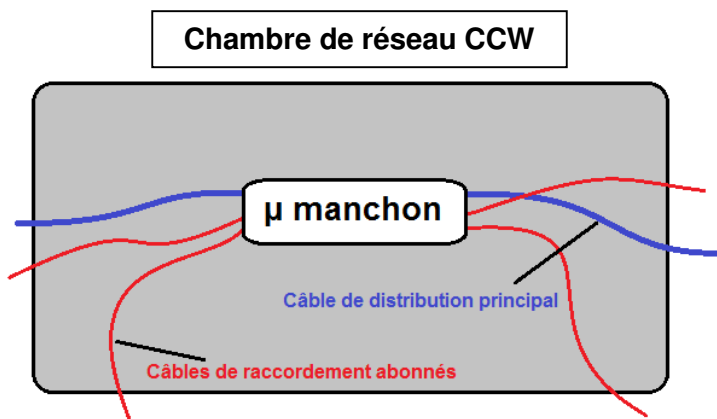 Chambre de réseau CCW
µ manchon
Câble de distribution principal
Câbles de raccordement abonnés